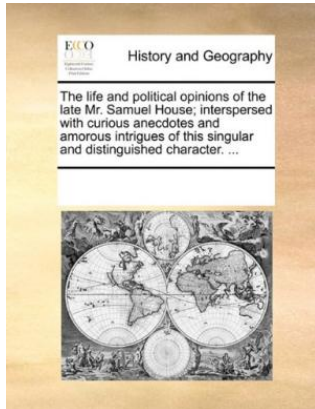 ECCO
History and Geography
The life and political opinions of the
late Mr. Samuel House; interspersed
with curious anecdotes and
amorous intrigues of this singular
and distinguished character. ...